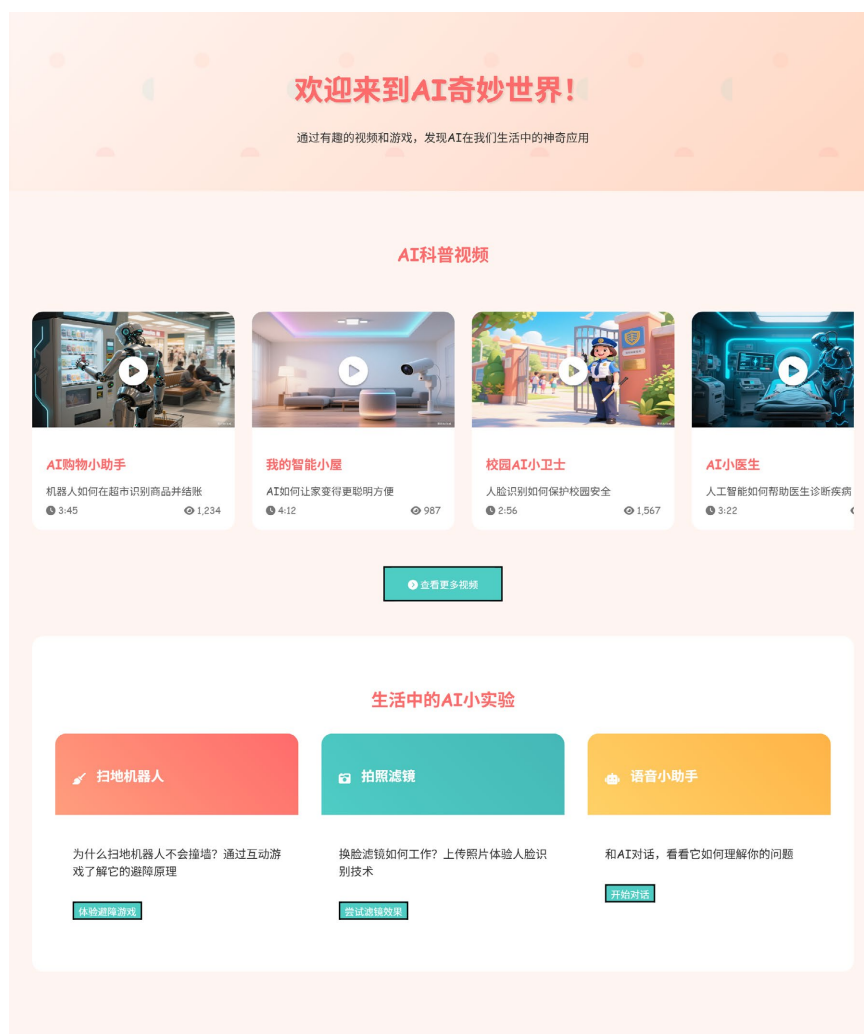 欢迎来到AI奇妙世界！
通过有趣的视频和游戏，发现AI在我们生活中的神奇应用
AI科普视频
AI购物小助手
机器人如何在超市识别商品并结账
3:45 1,234
我的智能小屋
AI如何让家变得更聪明方便
4:12 987
校园AI小卫士
人脸识别如何保护校园安全
2:56 1,567
AI小医生
人工智能如何帮助医生诊断疾病
3:22
查看更多视频
生活中的AI小实验
扫地机器人
为什么扫地机器人不会撞墙？通过互动游
戏了解它的避障原理
体验避障游戏
拍照滤镜
换脸滤镜如何工作？上传照片体验人脸识
别技术
尝试滤镜效果
语音小助手
和AI对话，看看它如何理解你的问题
开始对话